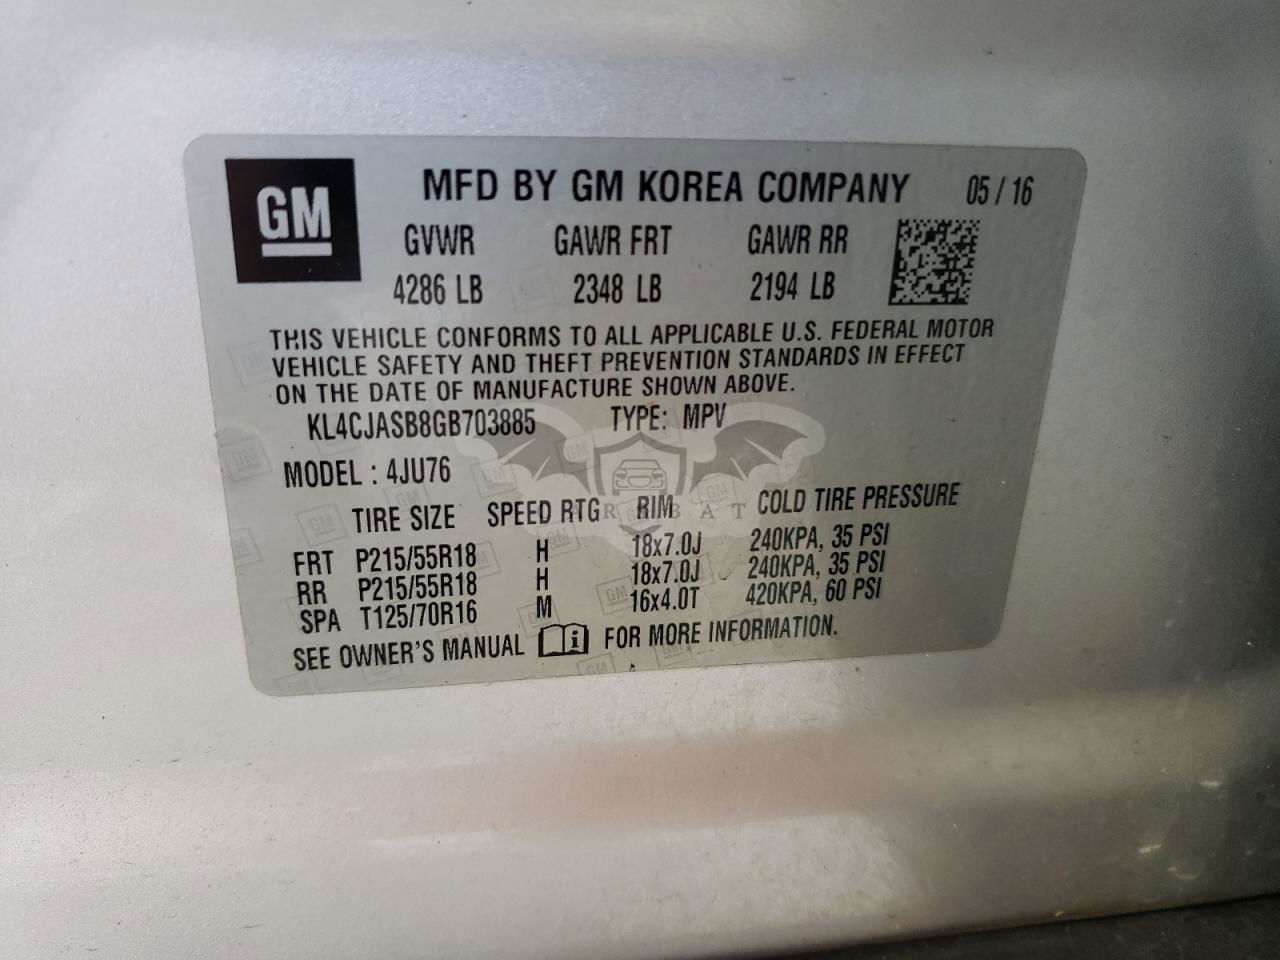 GM
MFD BY GM KOREA COMPANY 05 / 16
GVWR GAWR FRT GAWR RR
4286 LB 2348 LB 2194 LB
THIS VEHICLE CONFORMS TO ALL APPLICABLE U.S. FEDERAL MOTOR
VEHICLE SAFETY AND THEFT PREVENTION STANDARDS IN EFFECT
ON THE DATE OF MANUFACTURE SHOWN ABOVE.
KL4CJASB8GB703885 TYPE: MPV
MODEL : 4JU76
TIRE SIZE SPEED RTG RIM COLD TIRE PRESSURE
FRT P215/55R18 H 18x7.0J 240KPA, 35 PSI
RR P215/55R18 H 18x7.0J 240KPA, 35 PSI
SPA T125/70R16 M 16x4.0T 420KPA, 60 PSI
SEE OWNER'S MANUAL i FOR MORE INFORMATION.